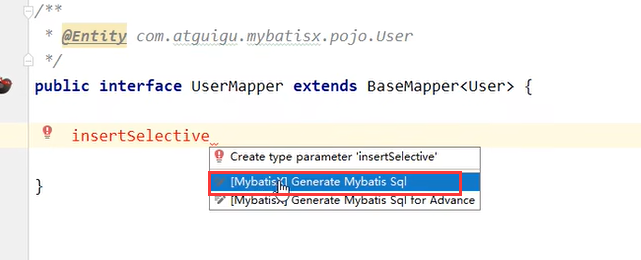 /**
* @Entity com.atguigu.mybatisx.pojo.User
*/
public interface UserMapper extends BaseMapper<User> {
insertSelective
Create type parameter 'insertSelective'
[MybatisX] Generate Mybatis Sql
[MybatisX] Generate Mybatis Sql for Advance
}